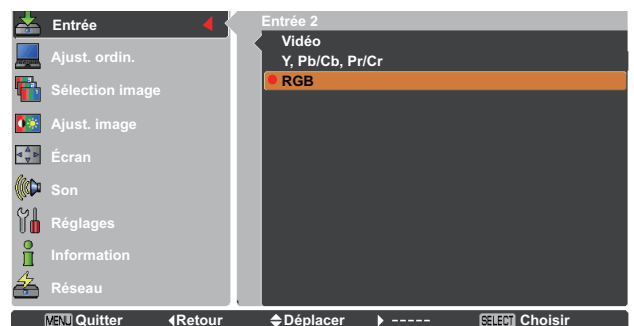 Entrée
Ajust. ordin.
Sélection image
Ajust. image
Écran
Son
Réglages
Information
Réseau
Entrée 2
Vidéo
Y, Pb/Cb, Pr/Cr
RGB
MENU Quitter Retour Déplacer ----- SELECT Choisir